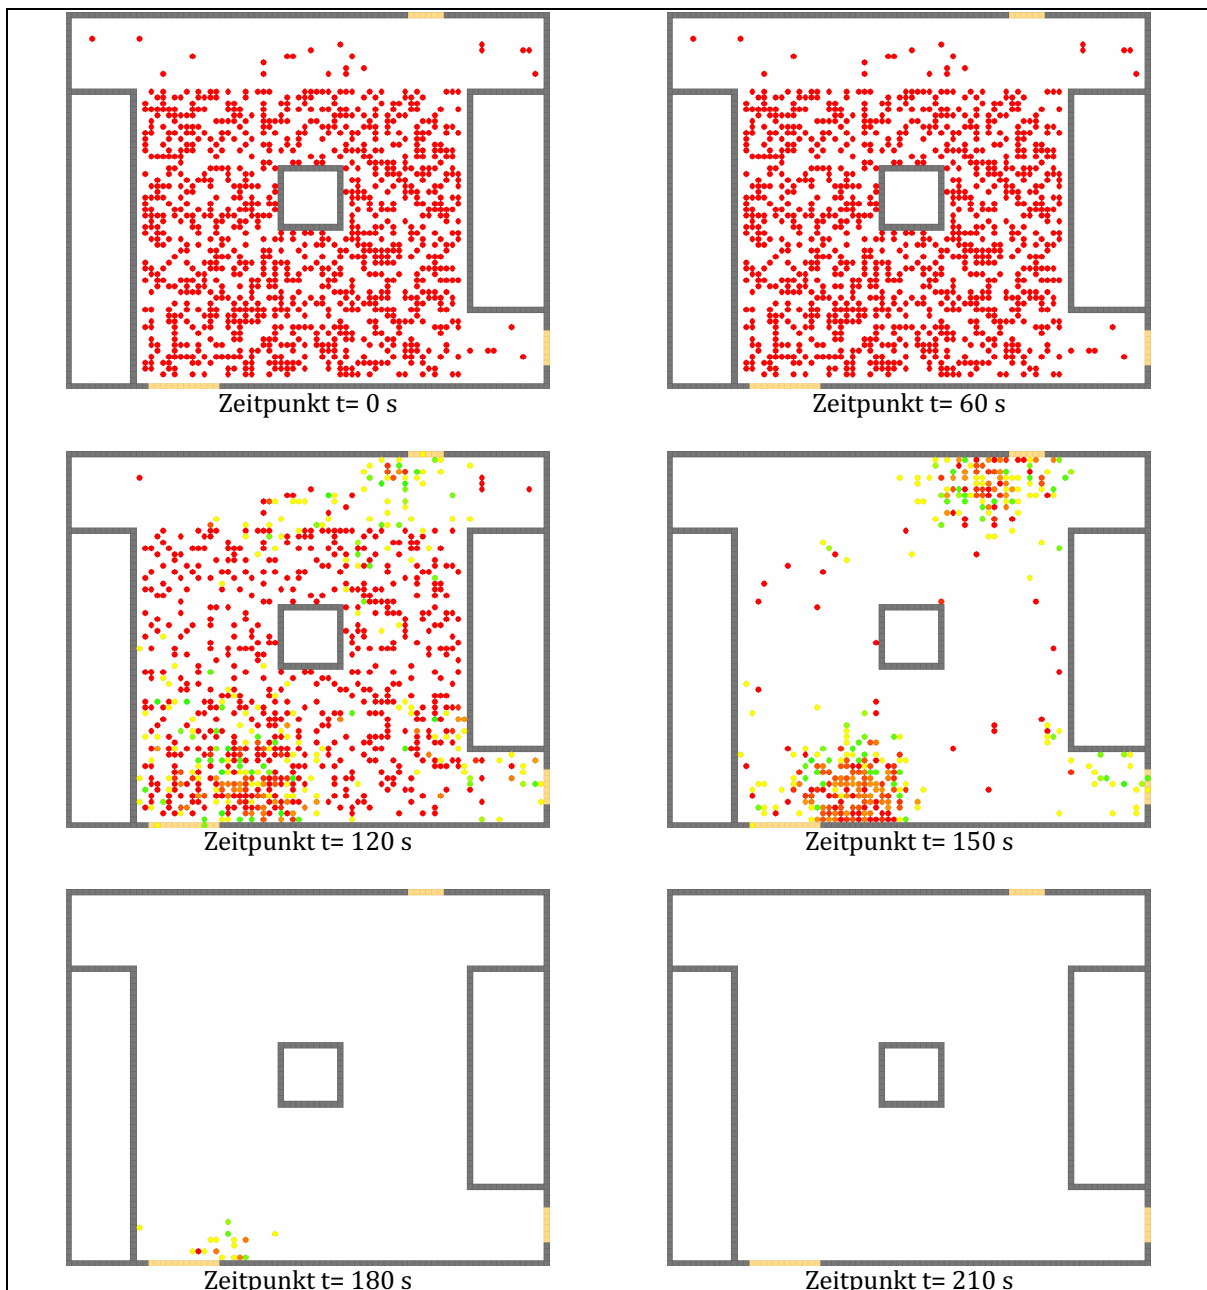 Zeitpunkt t= 0 s
Zeitpunkt t= 60 s
Zeitpunkt t= 120 s
Zeitpunkt t= 150 s
Zeitpunkt t= 180 s
Zeitpunkt t= 210 s